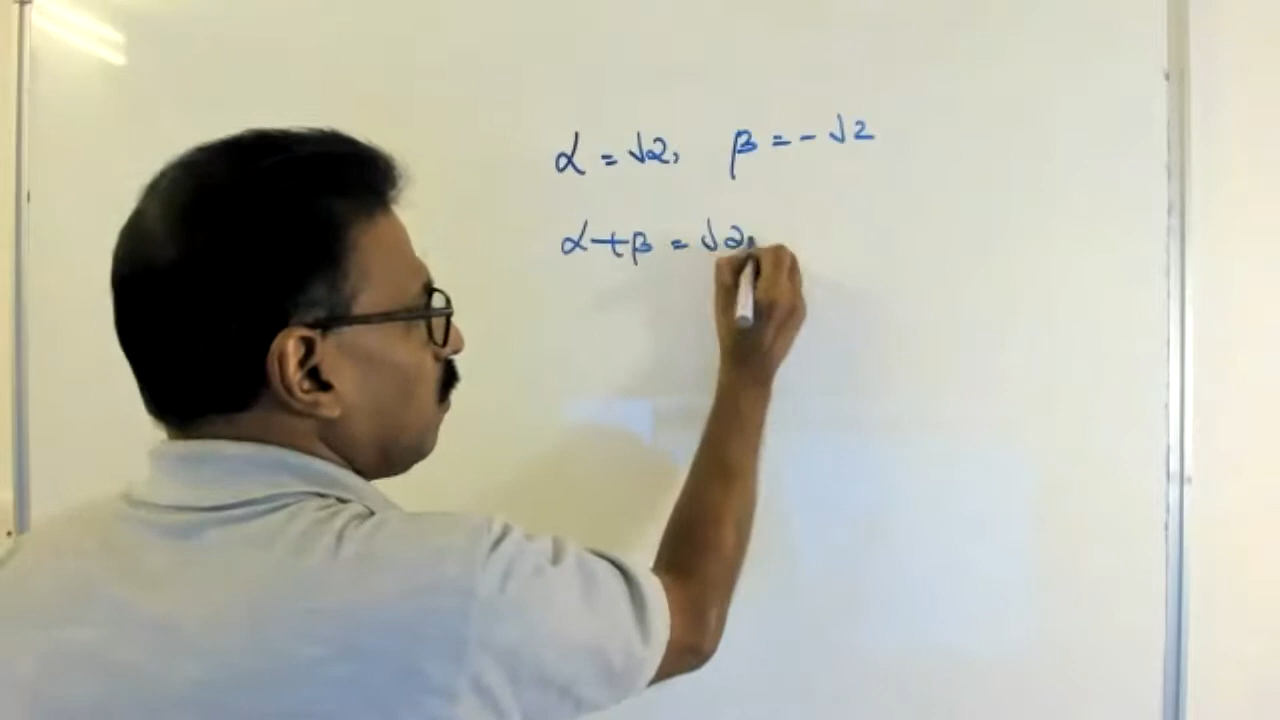 α = √2, β = - √2
α + β = √2